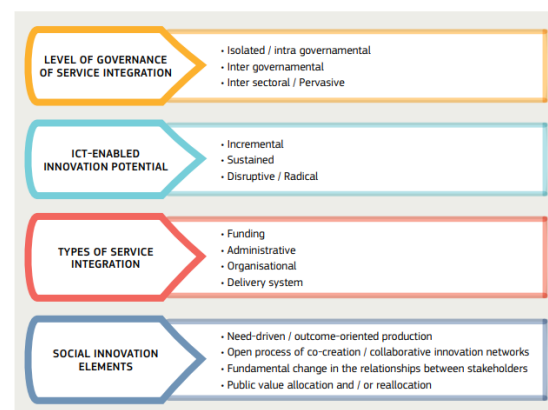 LEVEL OF GOVERNANCE
OF SERVICE INTEGRATION
• Isolated / intra governamental
• Inter governamental
• Inter sectoral / Pervasive
ICT-ENABLED
INNOVATION POTENTIAL
• Incremental
• Sustained
• Disruptive / Radical
TYPES OF SERVICE
INTEGRATION
• Funding
• Administrative
• Organisational
• Delivery system
SOCIAL INNOVATION
ELEMENTS
• Need-driven / outcome-oriented production
• Open process of co-creation / collaborative innovation networks
• Fundamental change in the relationships between stakeholders
• Public value allocation and / or reallocation